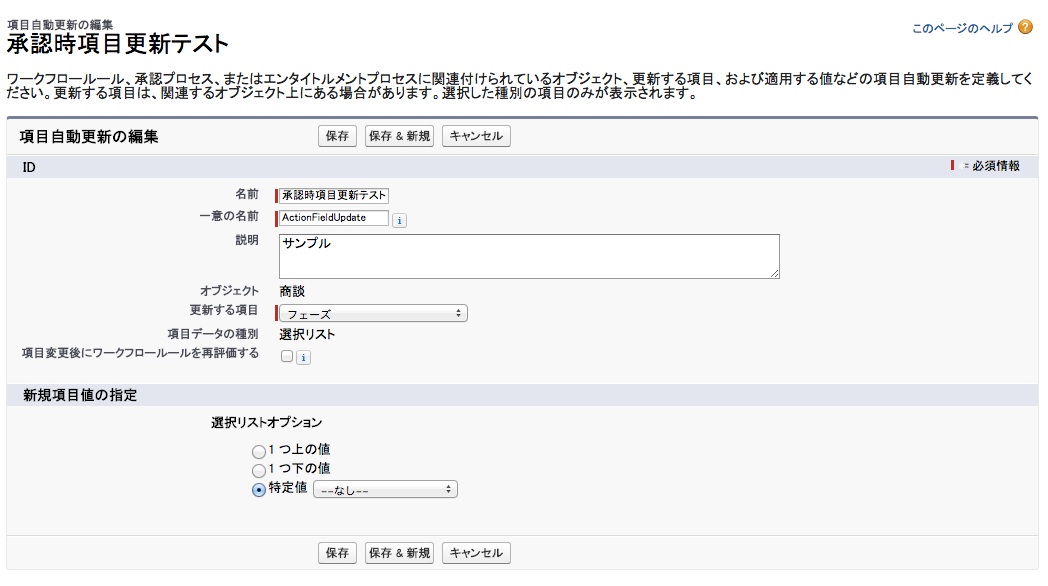 項目自動更新の編集
承認時項目更新テスト
このページのヘルプ ?
ワークフロールール、承認プロセス、またはエンタイトルメントプロセスに関連付けられているオブジェクト、更新する項目、および適用する値などの項目自動更新を定義してく
ださい。更新する項目は、関連するオブジェクト上にある場合があります。選択した種別の項目のみが表示されます。
項目自動更新の編集 保存 保存 & 新規 キャンセル
ID = 必須情報
名前 承認時項目更新テスト
一意の名前 ActionFieldUpdate i
説明 サンプル
オブジェクト 商談
更新する項目 フェーズ
項目データの種別 選択リスト
項目変更後にワークフロールールを再評価する i
新規項目値の指定
選択リストオプション
1 つ上の値
1 つ下の値
特定値 --なし--
保存 保存 & 新規 キャンセル